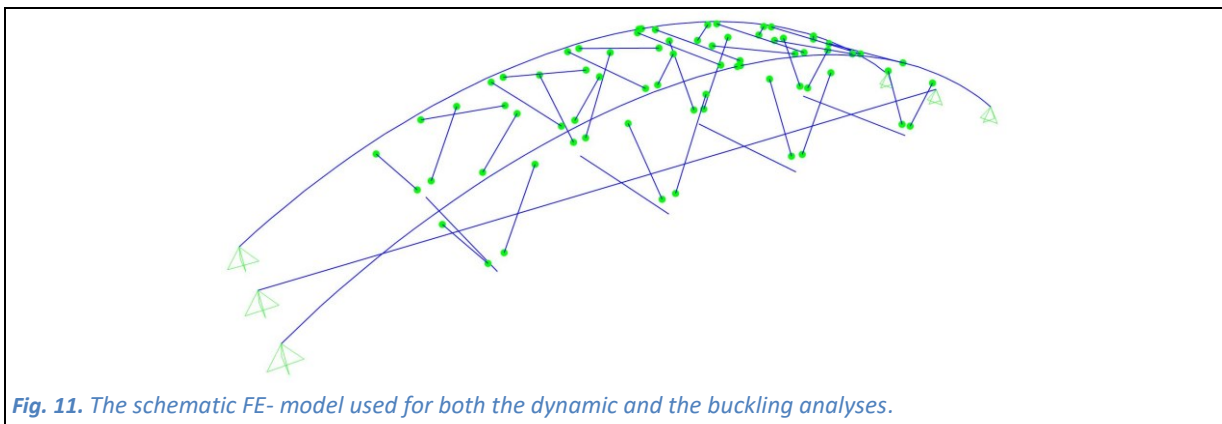 Fig. 11. The schematic FE- model used for both the dynamic and the buckling analyses.